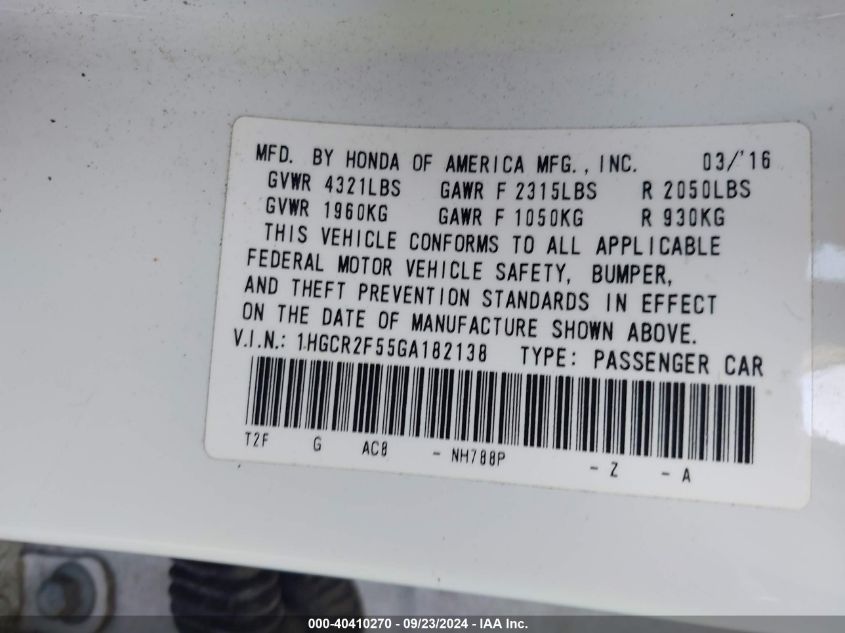 MFD. BY HONDA OF AMERICA MFG., INC. 03/'16
GVWR 4321LBS GAWR F 2315LBS R 2050LBS
GVWR 1960KG GAWR F 1050KG R 930KG
THIS VEHICLE CONFORMS TO ALL APPLICABLE
FEDERAL MOTOR VEHICLE SAFETY, BUMPER,
AND THEFT PREVENTION STANDARDS IN EFFECT
ON THE DATE OF MANUFACTURE SHOWN ABOVE.
V.I.N.: 1HGCR2F55GA182138 TYPE: PASSENGER CAR
T2F G AC8 - NH788P - Z - A
000-40410270 - 09/23/2024 - IAA Inc.